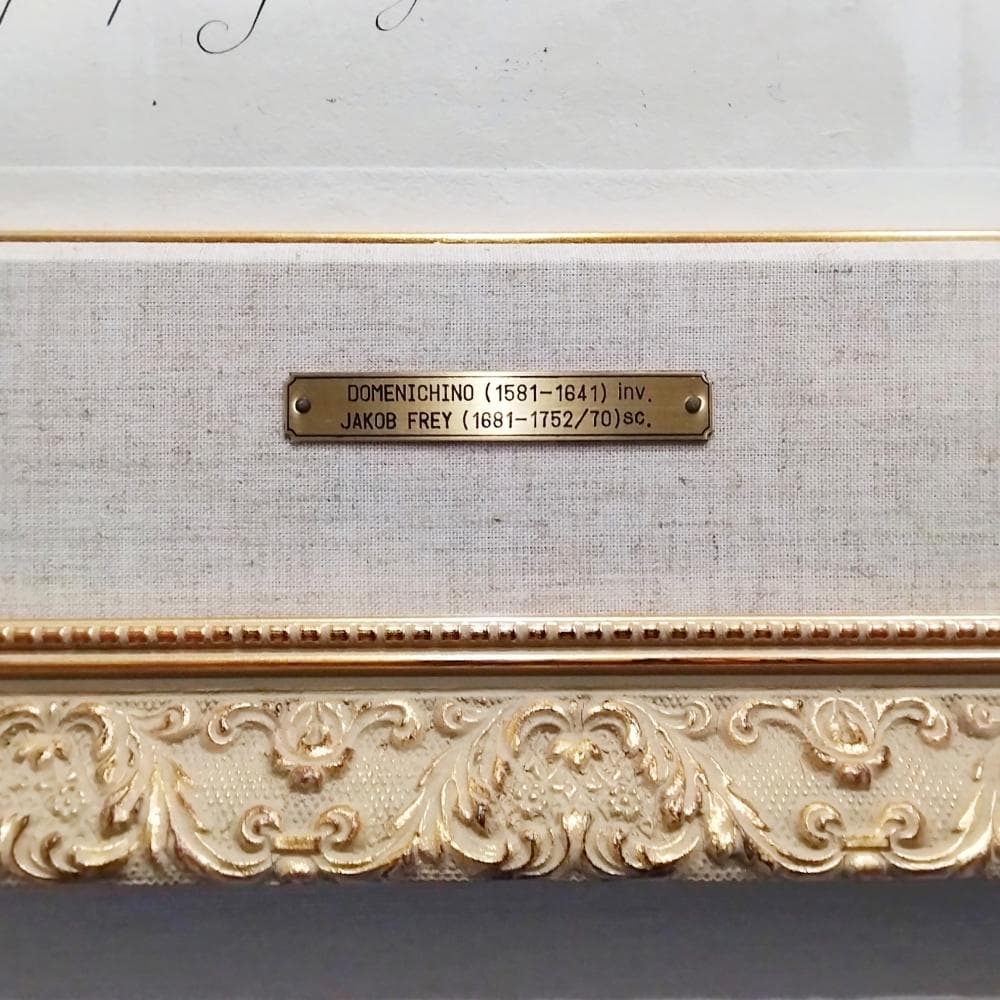 DOMENICHINO (1581-1641) inv.
JAKOB FREY (1681-1752/70)sc.